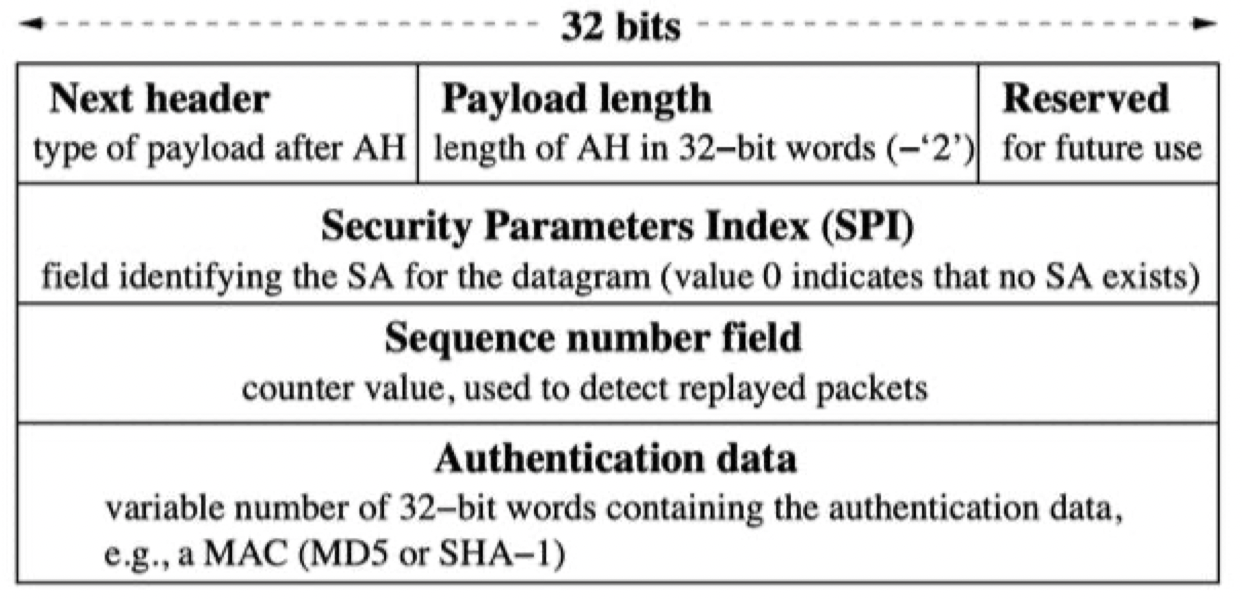 32 bits
Next header
type of payload after AH
Payload length
length of AH in 32–bit words (–‘2’)
Reserved
for future use
Security Parameters Index (SPI)
field identifying the SA for the datagram (value 0 indicates that no SA exists)
Sequence number field
counter value, used to detect replayed packets
Authentication data
variable number of 32–bit words containing the authentication data,
e.g., a MAC (MD5 or SHA–1)